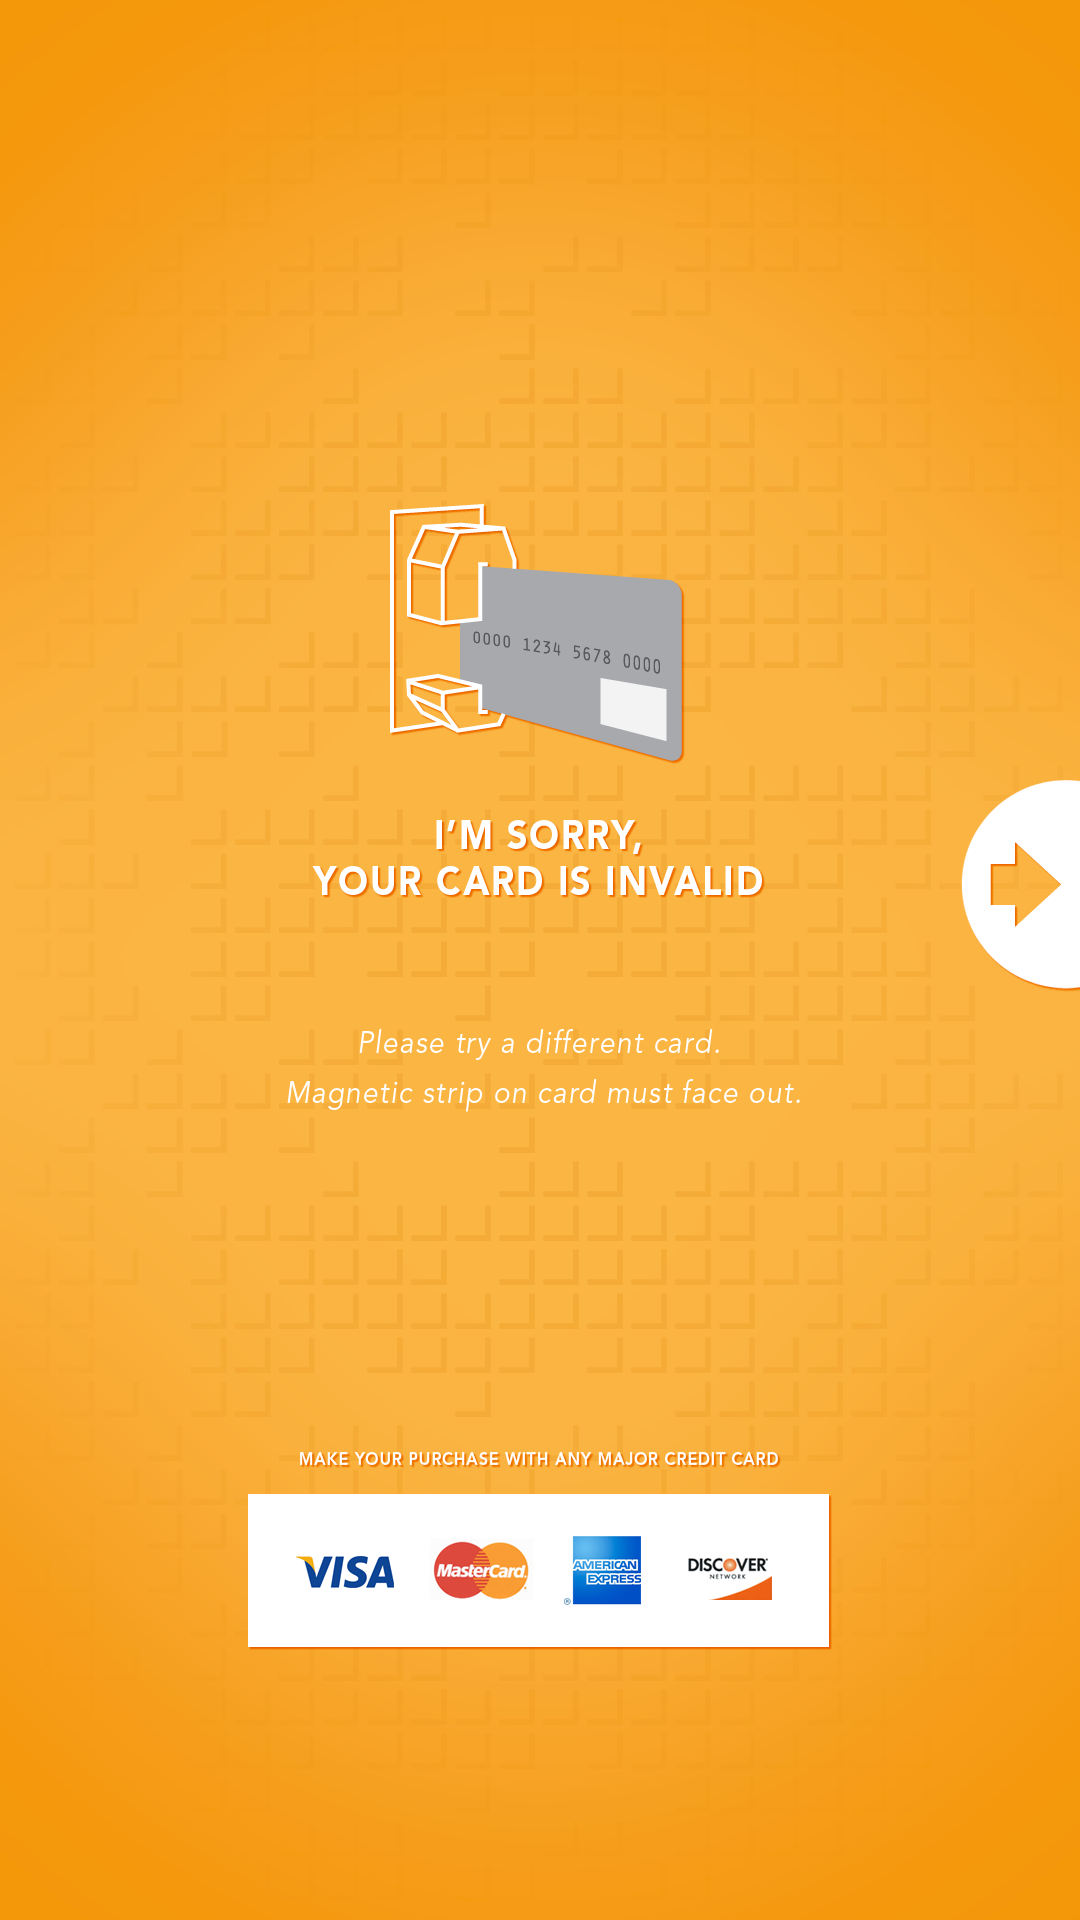 0000 1234 5678 0000
I’M SORRY,
YOUR CARD IS INVALID
Please try a different card.
Magnetic strip on card must face out.
MAKE YOUR PURCHASE WITH ANY MAJOR CREDIT CARD
VISA
MasterCard
AMERICAN
EXPRESS
®
DISCOVER
NETWORK